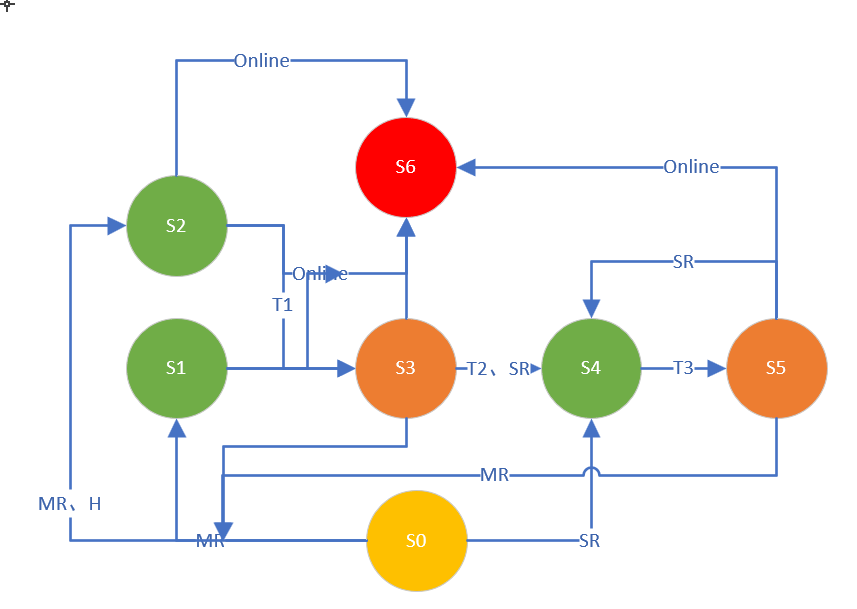 Online
S6
Online
S2
SR
Online
T1
S1
S3
T2、SR
S4
T3
S5
MR
MR、H
MR
S0
SR